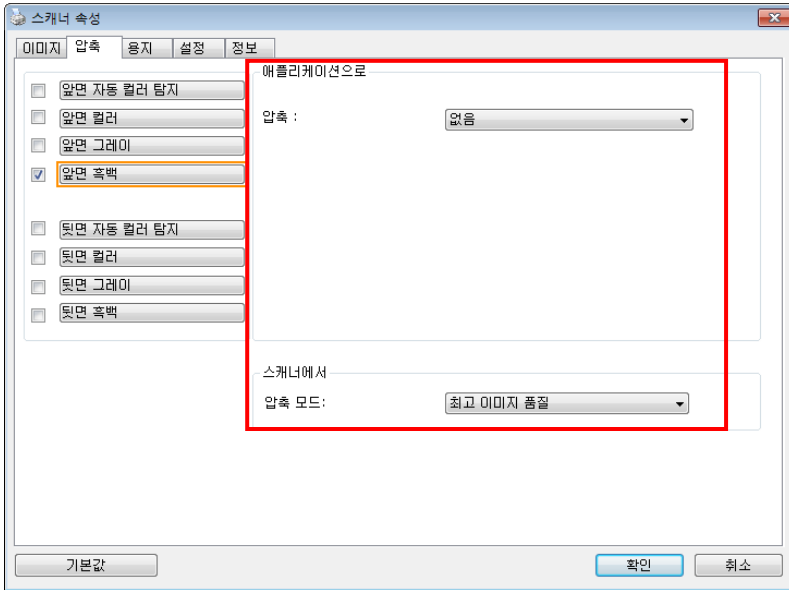 스캐너 속성
이미지 압축 용지 설정 정보
앞면 자동 컬러 탐지
앞면 컬러
앞면 그레이
앞면 흑백
뒷면 자동 컬러 탐지
뒷면 컬러
뒷면 그레이
뒷면 흑백
애플리케이션으로
압축 : 없음
스캐너에서
압축 모드: 최고 이미지 품질
기본값 확인 취소